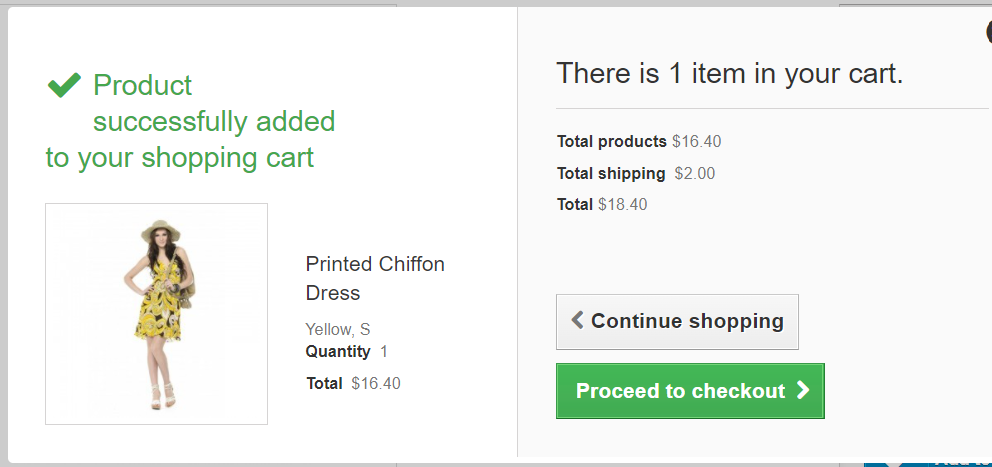 Product
successfully added
to your shopping cart
Printed Chiffon
Dress
Yellow, S
Quantity 1
Total $16.40
There is 1 item in your cart.
Total products $16.40
Total shipping $2.00
Total $18.40
Continue shopping
Proceed to checkout